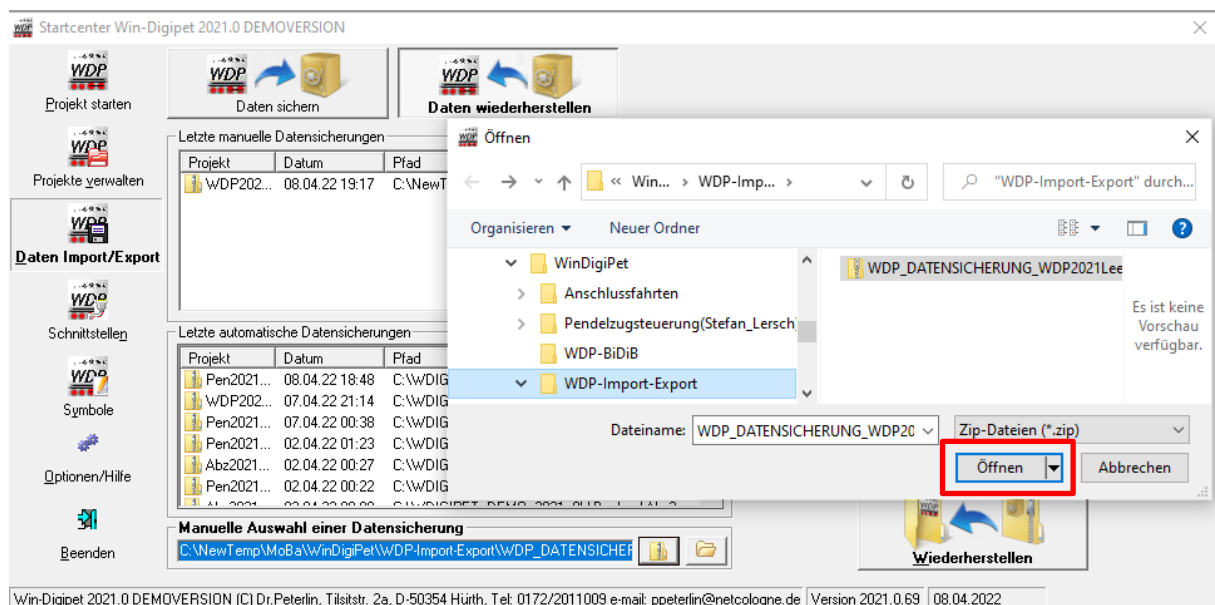 Startcenter Win-Digipet 2021.0 DEMOVERSION
WDP
Projekt starten
WDP
Projekte verwalten
WDP
Daten Import/Export
WDP
Schnittstellen
WDP
Symbole
Optionen/Hilfe
Beenden
WDP
Daten sichern
WDP
Daten wiederherstellen
Letzte manuelle Datensicherungen
Projekt Datum Pfad
WDP202... 08.04.22 19:17 C:\NewT
Letzte automatische Datensicherungen
Projekt Datum Pfad
Pen2021... 08.04.22 18:48 C:\WDIG
WDP202... 07.04.22 21:14 C:\WDIG
Pen2021... 07.04.22 00:38 C:\WDIG
Pen2021... 02.04.22 01:23 C:\WDIG
Abz2021... 02.04.22 00:27 C:\WDIG
Pen2021... 02.04.22 00:22 C:\WDIG
Manuelle Auswahl einer Datensicherung
C:\NewTemp\MoBa\WinDigiPet\WDP-Import-Export\WDP_DATENSICHEF
Öffnen
« Win... › WDP-Imp... ›
"WDP-Import-Export" durch...
Organisieren
Neuer Ordner
WinDigiPet
Anschlussfahrten
Pendelzugsteuerung(Stefan_Lersch)
WDP-BiDiB
WDP-Import-Export
WDP_DATENSICHERUNG_WDP2021Lee
Es ist keine
Vorschau
verfügbar.
Dateiname: WDP_DATENSICHERUNG_WDP20
Zip-Dateien (*.zip)
Öffnen
Abbrechen
WDP
Wiederherstellen
Win-Digipet 2021.0 DEMOVERSION (C) Dr.Peterlin, Tilsitstr. 2a, D-50354 Hürth, Tel: 0172/2011009 e-mail: ppeterlin@netcologne.de Version 2021.0.69 08.04.2022